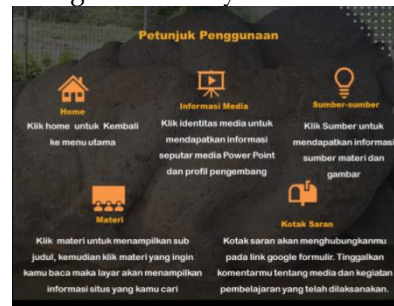 Petunjuk Penggunaan
Home
Klik home untuk Kembali
ke menu utama
Informasi Media
Klik identitas media untuk
mendapatkan informasi
seputar media Power Point
dan profil pengembang
Sumber-sumber
Klik Sumber untuk
mendapatkan informasi
sumber materi dan
gambar
Materi
Klik materi untuk menampilkan sub
judul, kemudian klik materi yang ingin
kamu baca maka layar akan menampilkan
informasi situs yang kamu cari
Kotak Saran
Kotak saran akan menghubungkanmu
pada link google formulir. Tinggalkan
komentarmu tentang media dan kegiatan
pembelajaran yang telah dilaksanakan.